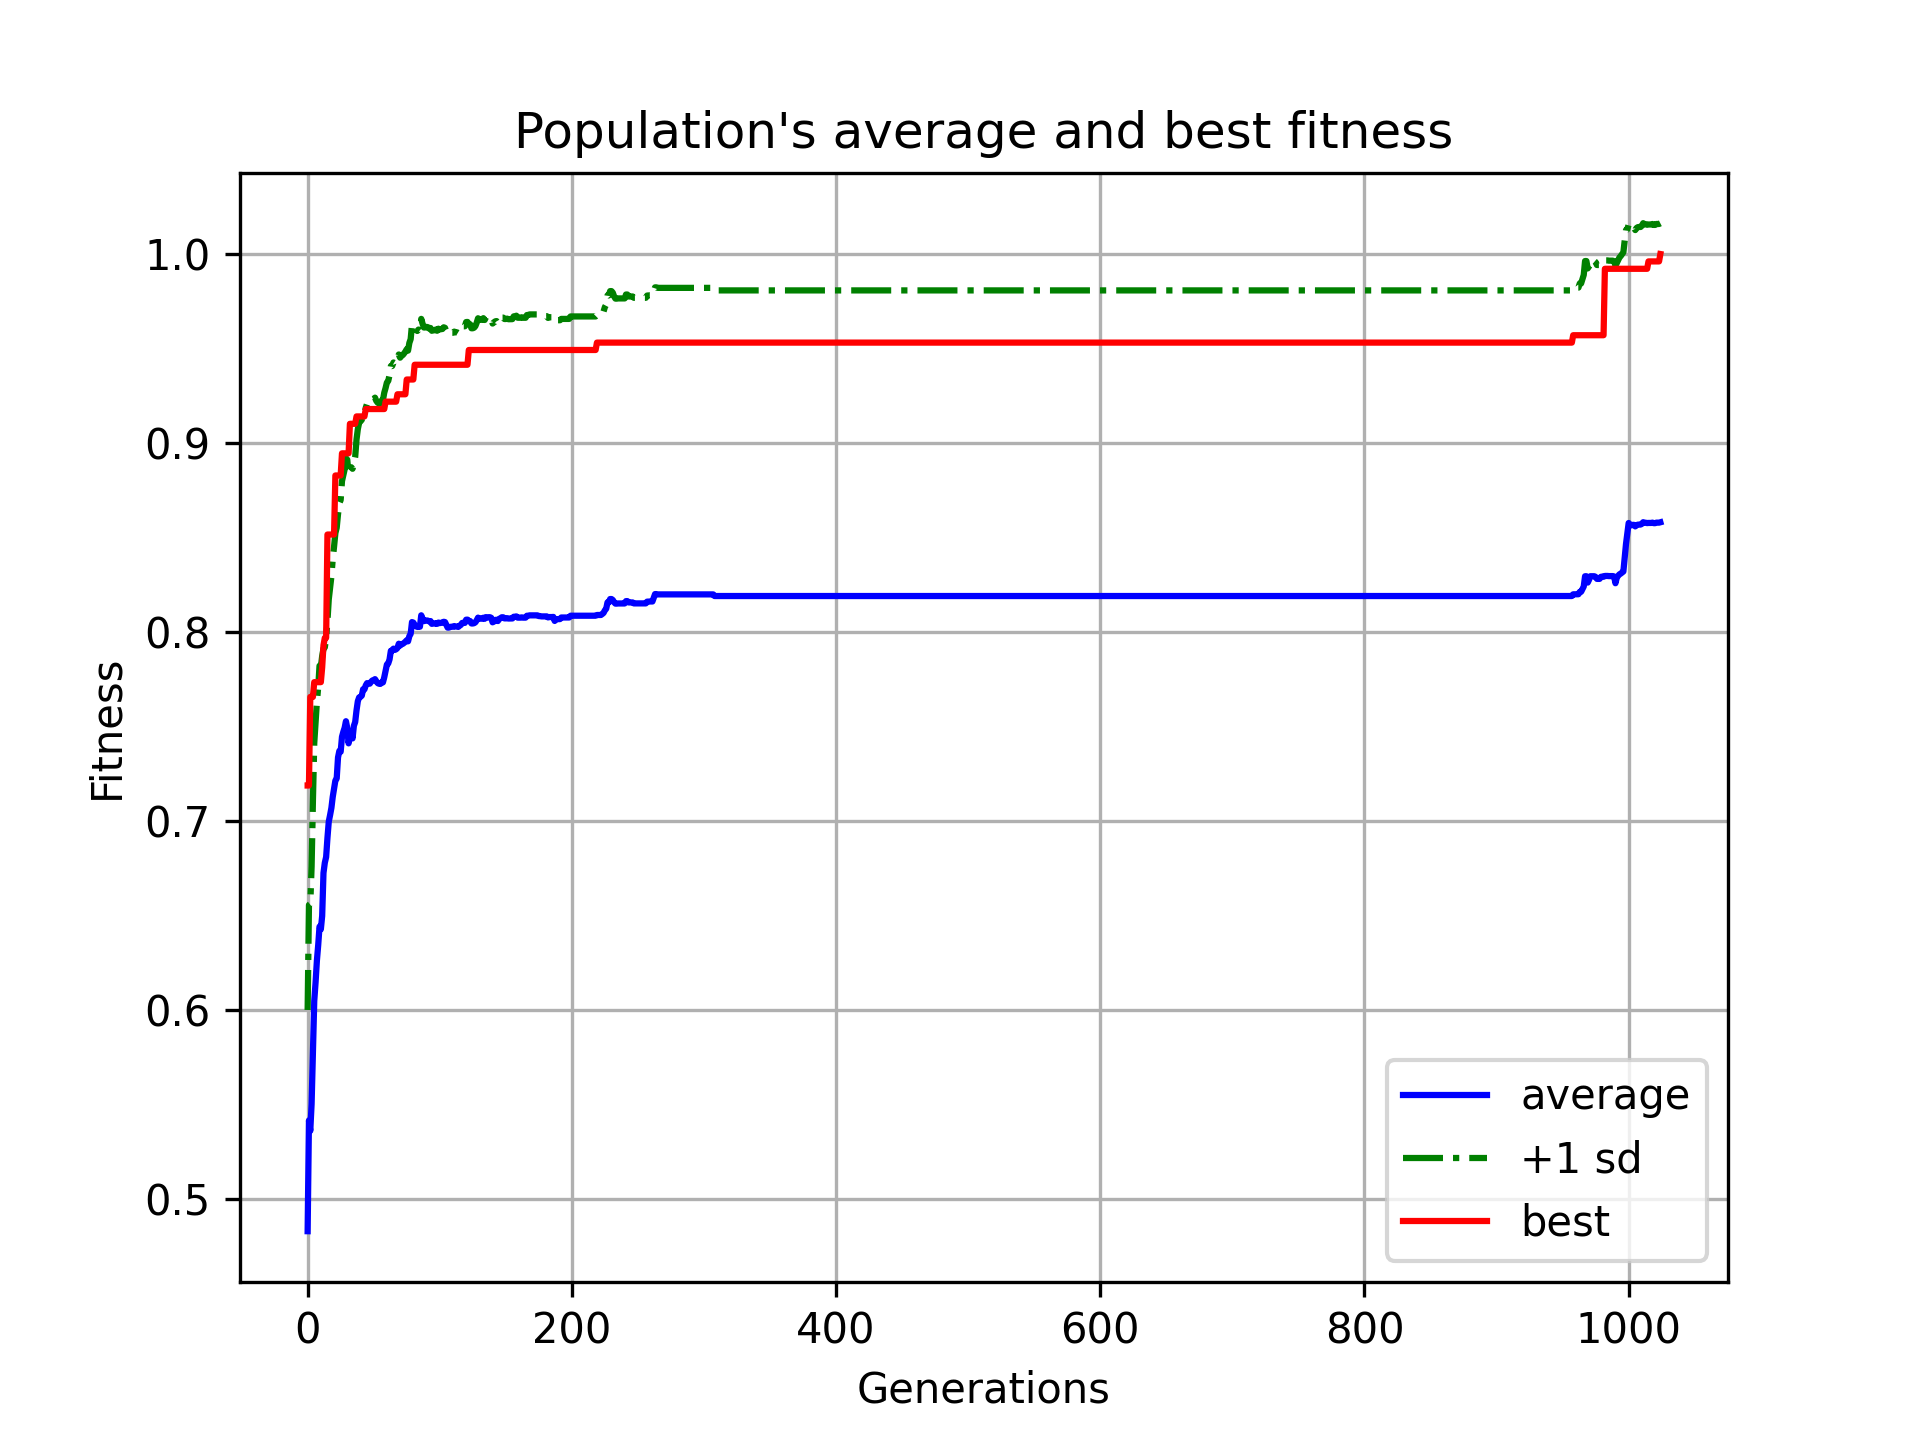 Population's average and best fitness
1.0
0.9
0.8
0.7
0.6
0.5
Fitness
average
+1 sd
best
0 200 400 600 800 1000
Generations